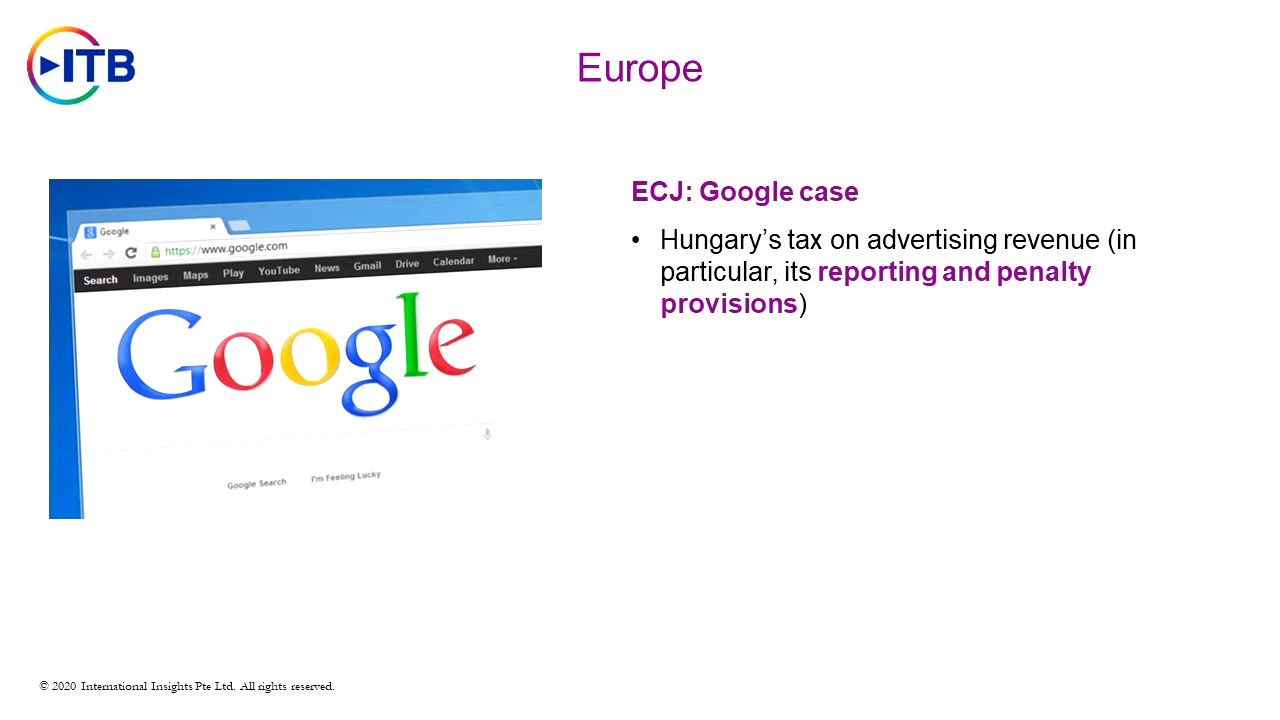 ITB
Europe
Google
https://www.google.com
Search Images Maps Play YouTube News Gmail Drive Calendar More
Google
Google Search I'm Feeling Lucky
ECJ: Google case
• Hungary’s tax on advertising revenue (in
particular, its reporting and penalty
provisions)
© 2020 International Insights Pte Ltd. All rights reserved.